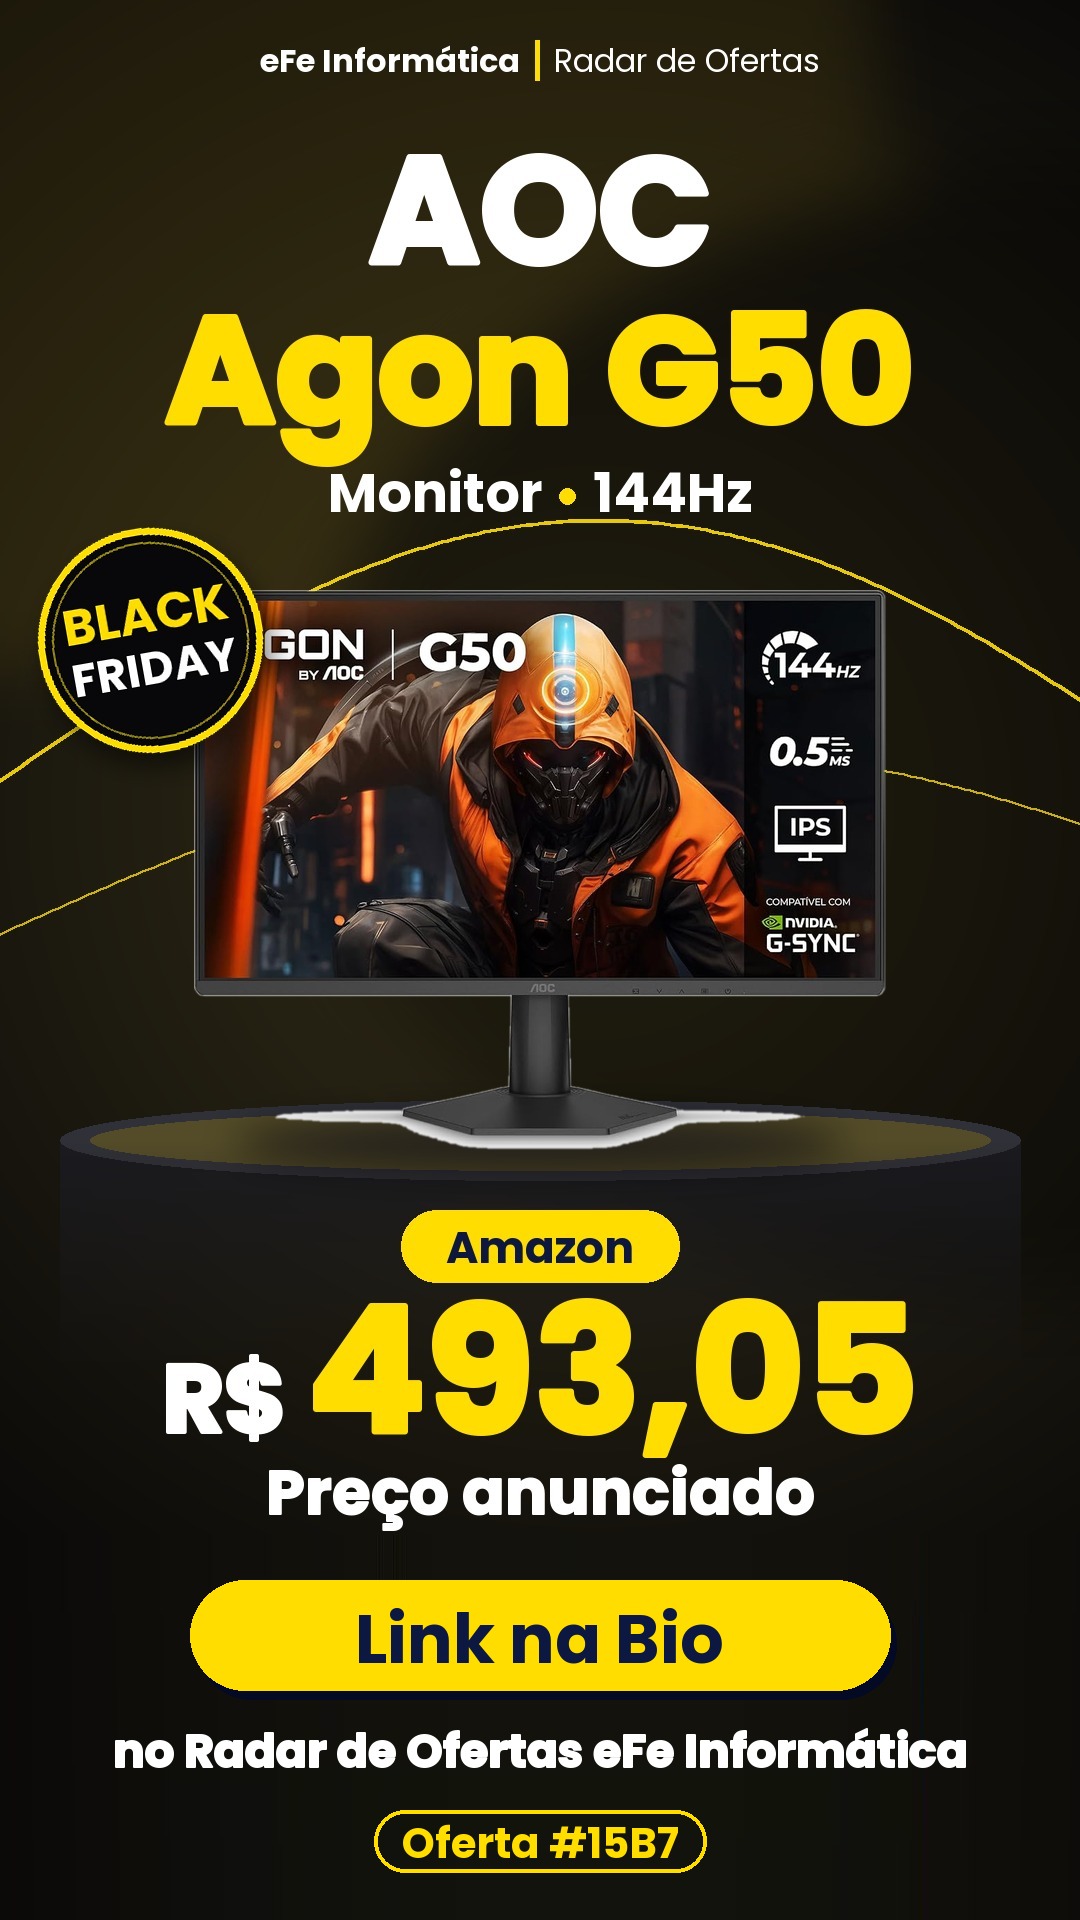 eFe Informática | Radar de Ofertas
AOC
Agon G50
Monitor • 144Hz
BLACK
FRIDAY
GON
BY AOC
G50
144HZ
0.5MS
IPS
COMPATÍVEL COM
NVIDIA.
G-SYNC
AOC
Amazon
R$ 493,05
Preço anunciado
Link na Bio
no Radar de Ofertas eFe Informática
Oferta #15B7